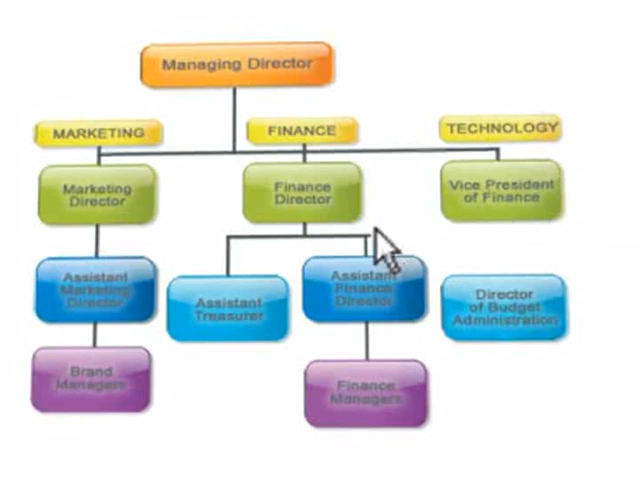 Managing Director
MARKETING
FINANCE
TECHNOLOGY
Marketing
Director
Finance
Director
Vice President
of Finance
Assistant
Marketing
Director
Assistant
Treasurer
Assistant
Finance
Director
Director
of Budget
Administration
Brand
Managers
Finance
Managers